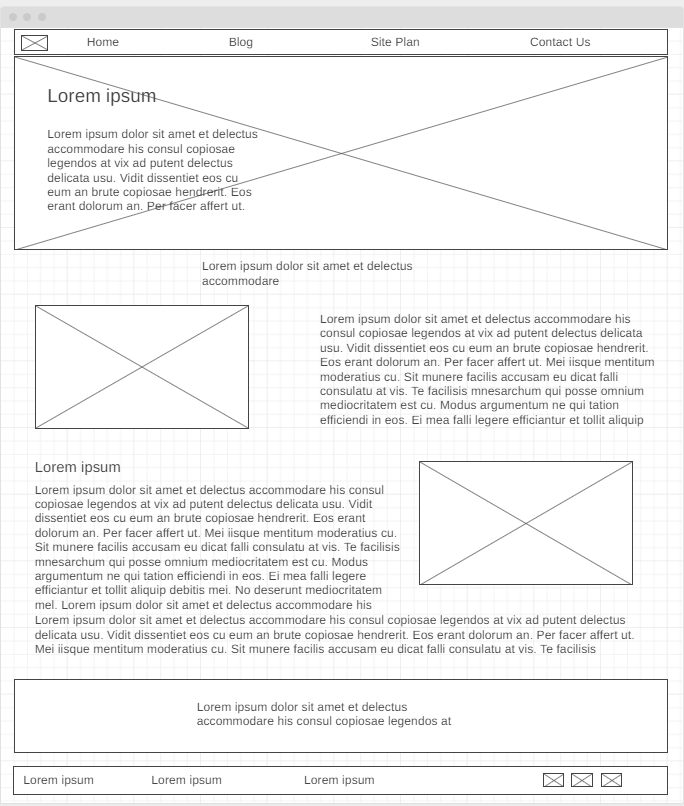 Home Blog Site Plan Contact Us
Lorem ipsum
Lorem ipsum dolor sit amet et delectus
accommodare his consul copiosae
legendos at vix ad putent delectus
delicata usu. Vidit dissentiet eos cu
eum an brute copiosae hendrerit. Eos
erant dolorum an. Per facer affert ut.
Lorem ipsum dolor sit amet et delectus
accommodare
Lorem ipsum dolor sit amet et delectus accommodare his
consul copiosae legendos at vix ad putent delectus delicata
usu. Vidit dissentiet eos cu eum an brute copiosae hendrerit.
Eos erant dolorum an. Per facer affert ut. Mei iisque mentitum
moderatius cu. Sit munere facilis accusam eu dicat falli
consulatu at vis. Te facilisis mnesarchum qui posse omnium
mediocritatem est cu. Modus argumentum ne qui tation
efficiendi in eos. Ei mea falli legere efficiantur et tollit aliquip
Lorem ipsum
Lorem ipsum dolor sit amet et delectus accommodare his consul
copiosae legendos at vix ad putent delectus delicata usu. Vidit
dissentiet eos cu eum an brute copiosae hendrerit. Eos erant
dolorum an. Per facer affert ut. Mei iisque mentitum moderatius cu.
Sit munere facilis accusam eu dicat falli consulatu at vis. Te facilisis
mnesarchum qui posse omnium mediocritatem est cu. Modus
argumentum ne qui tation efficiendi in eos. Ei mea falli legere
efficiantur et tollit aliquip debitis mei. No deserunt mediocritatem
mel. Lorem ipsum dolor sit amet et delectus accommodare his
Lorem ipsum dolor sit amet et delectus accommodare his consul copiosae legendos at vix ad putent delectus
delicata usu. Vidit dissentiet eos cu eum an brute copiosae hendrerit. Eos erant dolorum an. Per facer affert ut.
Mei iisque mentitum moderatius cu. Sit munere facilis accusam eu dicat falli consulatu at vis. Te facilisis
Lorem ipsum dolor sit amet et delectus
accommodare his consul copiosae legendos at
Lorem ipsum Lorem ipsum Lorem ipsum